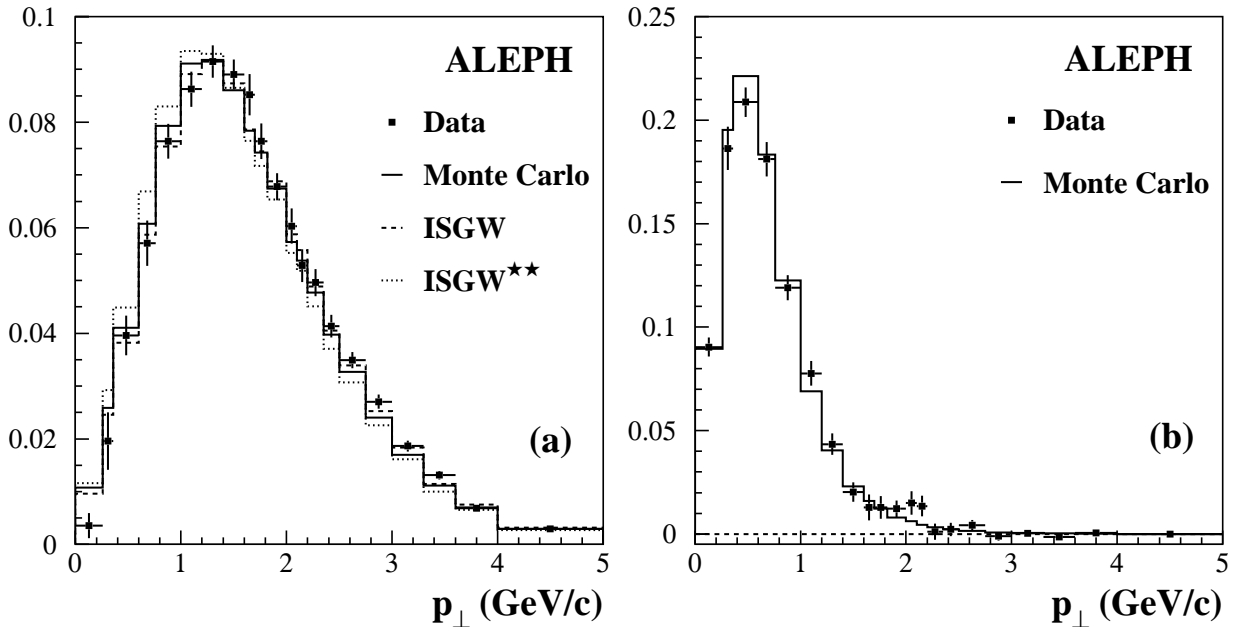 0.1
0.08
0.06
0.04
0.02
0
0 1 2 3 4 5
p⊥ (GeV/c)
ALEPH
Data
Monte Carlo
ISGW
ISGW★★
(a)
0.25
0.2
0.15
0.1
0.05
0
0 1 2 3 4 5
p⊥ (GeV/c)
ALEPH
Data
Monte Carlo
(b)